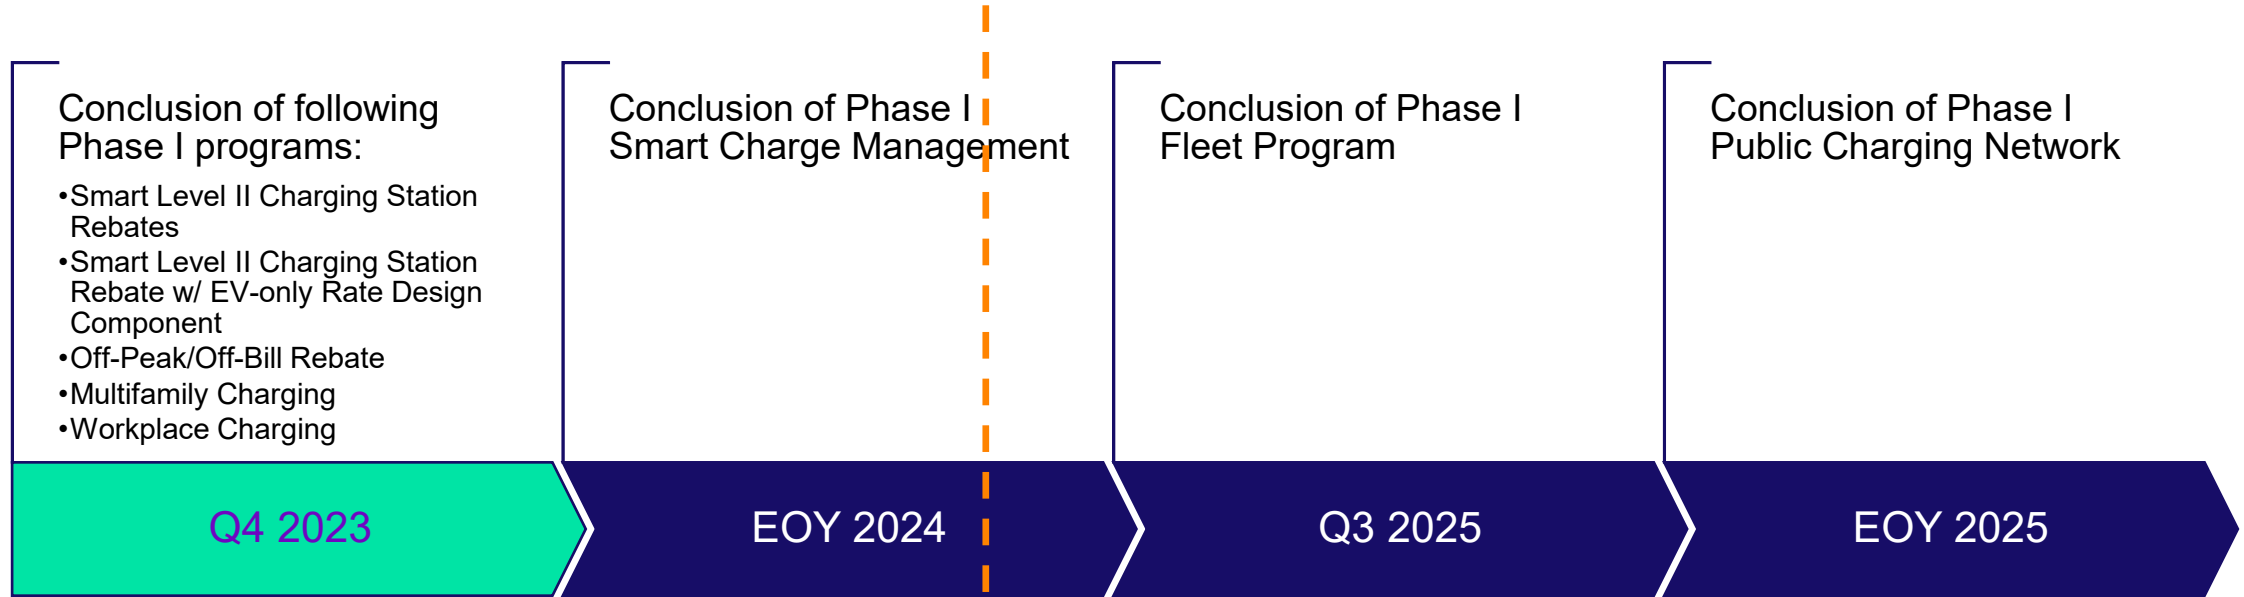 Conclusion of following
Phase I programs:
•Smart Level II Charging Station
Rebates
•Smart Level II Charging Station
Rebate w/ EV-only Rate Design
Component
•Off-Peak/Off-Bill Rebate
•Multifamily Charging
•Workplace Charging
Q4 2023
Conclusion of Phase I
Smart Charge Management
EOY 2024
Conclusion of Phase I
Fleet Program
Q3 2025
Conclusion of Phase I
Public Charging Network
EOY 2025